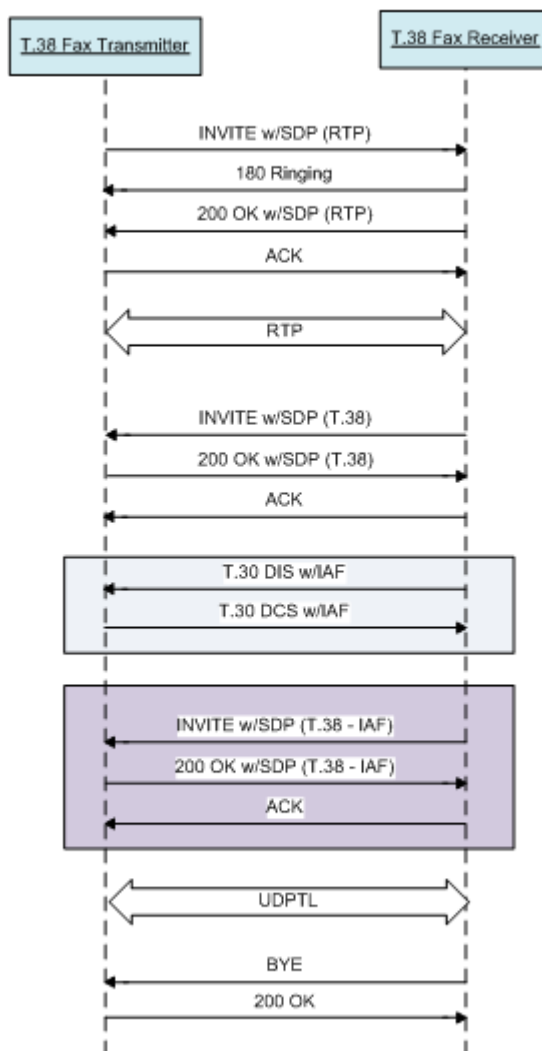 T.38 Fax Transmitter
T.38 Fax Receiver
INVITE w/SDP (RTP)
180 Ringing
200 OK w/SDP (RTP)
ACK
RTP
INVITE w/SDP (T.38)
200 OK w/SDP (T.38)
ACK
T.30 DIS w/IAF
T.30 DCS w/IAF
INVITE w/SDP (T.38 - IAF)
200 OK w/SDP (T.38 - IAF)
ACK
UDPTL
BYE
200 OK